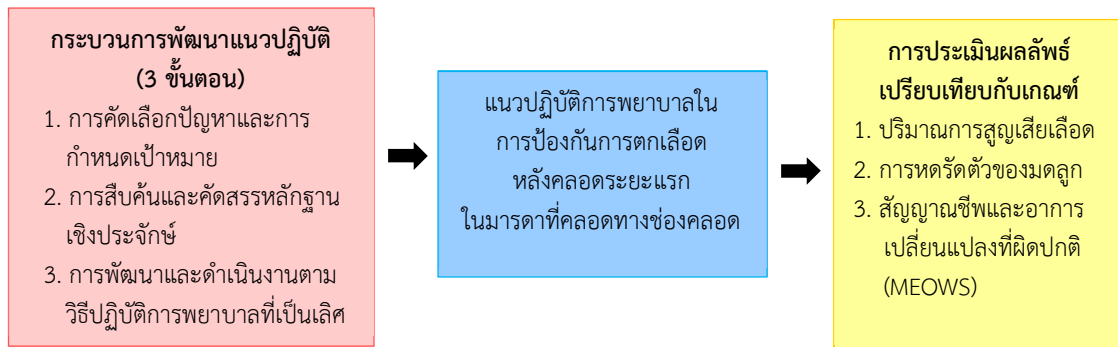 กระบวนการพัฒนาแนวปฏิบัติ
(3 ขั้นตอน)
1. การคัดเลือกปัญหาและการ
กำหนดเป้าหมาย
2. การสืบค้นและคัดสรรหลักฐาน
เชิงประจักษ์
3. การพัฒนาและดำเนินงานตาม
วิธีปฏิบัติการพยาบาลที่เป็นเลิศ
แนวปฏิบัติการพยาบาลใน
การป้องกันการตกเลือด
หลังคลอดระยะแรก
ในมารดาที่คลอดทางช่องคลอด
การประเมินผลลัพธ์
เปรียบเทียบกับเกณฑ์
1. ปริมาณการสูญเสียเลือด
2. การหดรัดตัวของมดลูก
3. สัญญาณชีพและอาการ
เปลี่ยนแปลงที่ผิดปกติ
(MEOWS)